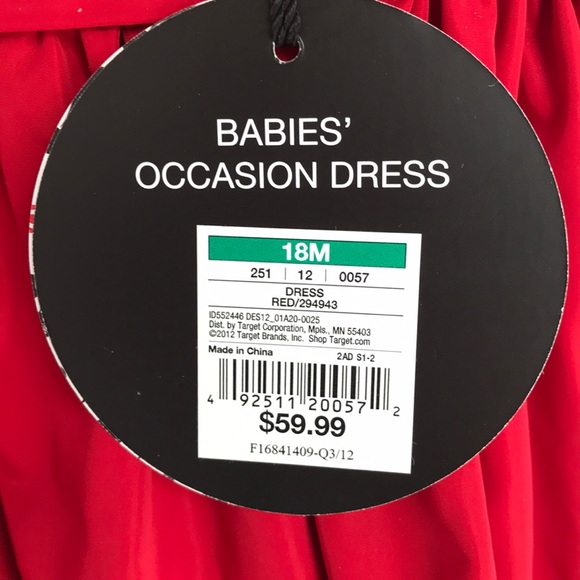 BABIES'
OCCASION DRESS
18M
251 | 12 | 0057
DRESS
RED/294943
ID552446 DES12_01A20-0025
Dist. by Target Corporation, Mpls., MN 55403
©2012 Target Brands, Inc. Shop Target.com
Made in China 2AD S1-2
4 92511 20057 2
$59.99
F16841409-Q3/12